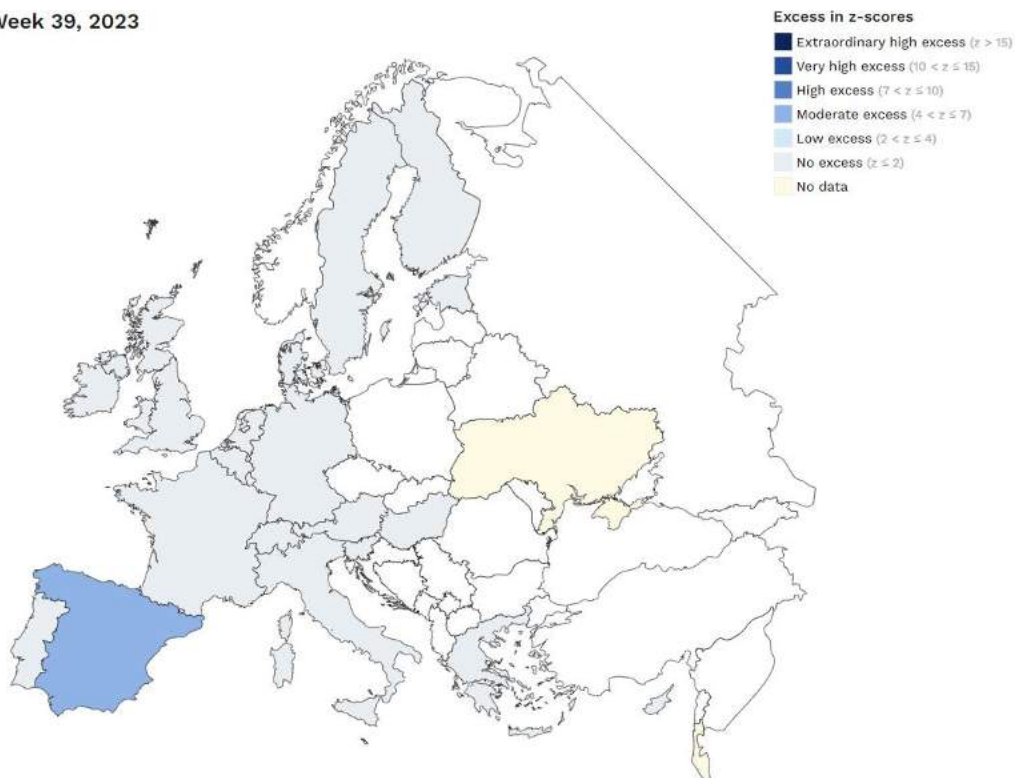 Week 39, 2023
Excess in z-scores
Extraordinary high excess (z > 15)
Very high excess (10 < z ≤ 15)
High excess (7 < z ≤ 10)
Moderate excess (4 < z ≤ 7)
Low excess (2 < z ≤ 4)
No excess (z ≤ 2)
No data